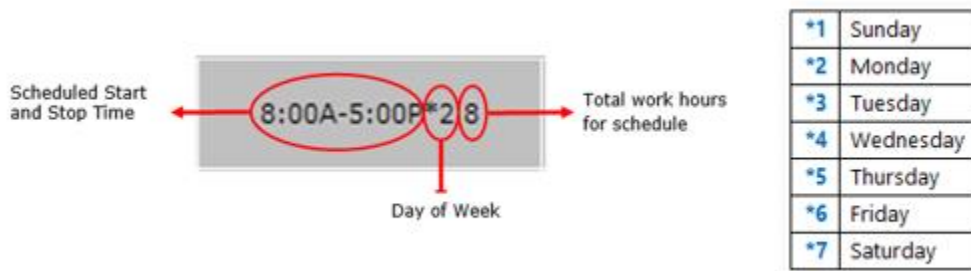 Scheduled Start
and Stop Time
8:00A-5:00P*2 8
Total work hours
for schedule
Day of Week
*1 Sunday
*2 Monday
*3 Tuesday
*4 Wednesday
*5 Thursday
*6 Friday
*7 Saturday